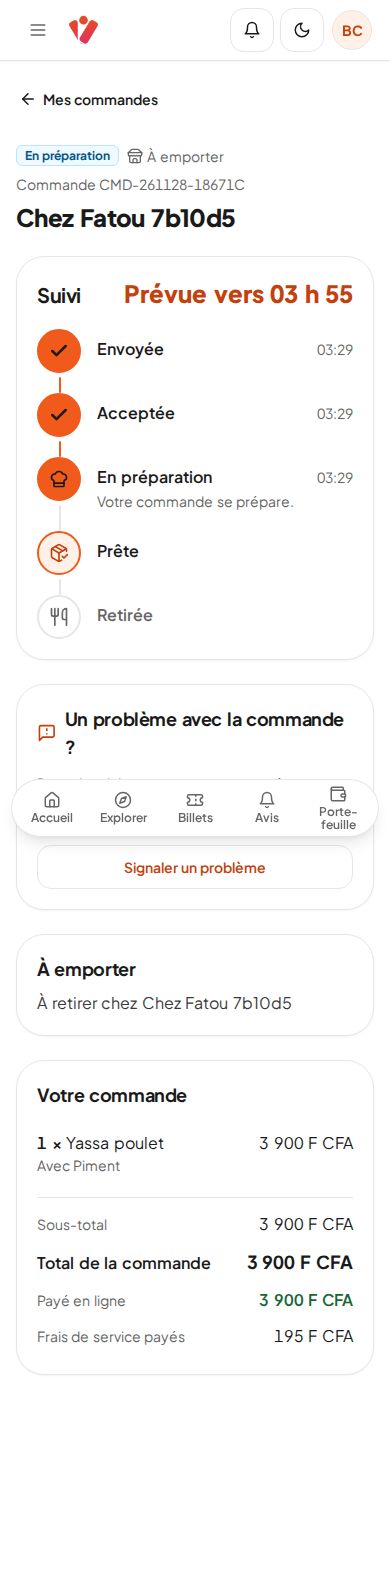 BC
Mes commandes
En préparation À emporter
Commande CMD-261128-18671C
Chez Fatou 7b10d5
Suivi Prévue vers 03 h 55
Envoyée 03:29
Acceptée 03:29
En préparation 03:29
Votre commande se prépare.
Prête
Retirée
Un problème avec la commande
?
Accueil Explorer Billets Avis Porte-
feuille
Signaler un problème
À emporter
À retirer chez Chez Fatou 7b10d5
Votre commande
1 × Yassa poulet 3 900 F CFA
Avec Piment
Sous-total 3 900 F CFA
Total de la commande 3 900 F CFA
Payé en ligne 3 900 F CFA
Frais de service payés 195 F CFA